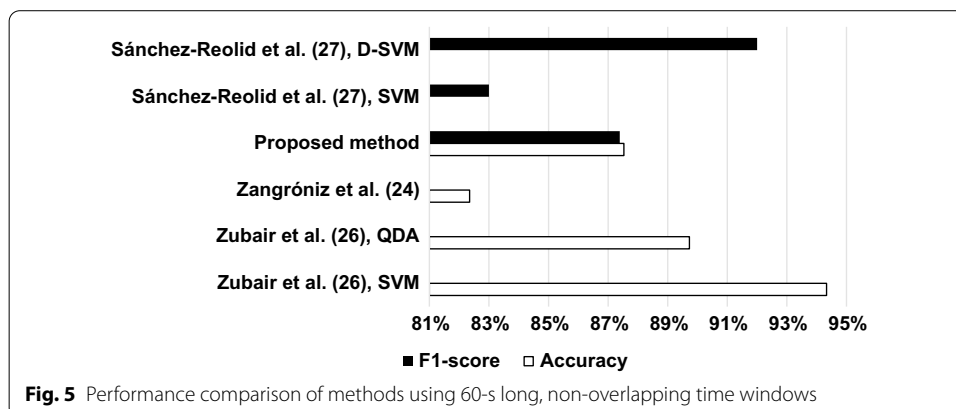 Sánchez-Reolid et al. (27), D-SVM
Sánchez-Reolid et al. (27), SVM
Proposed method
Zangróniz et al. (24)
Zubair et al. (26), QDA
Zubair et al. (26), SVM
81% 83% 85% 87% 89% 91% 93% 95%
F1-score Accuracy
Fig. 5 Performance comparison of methods using 60-s long, non-overlapping time windows